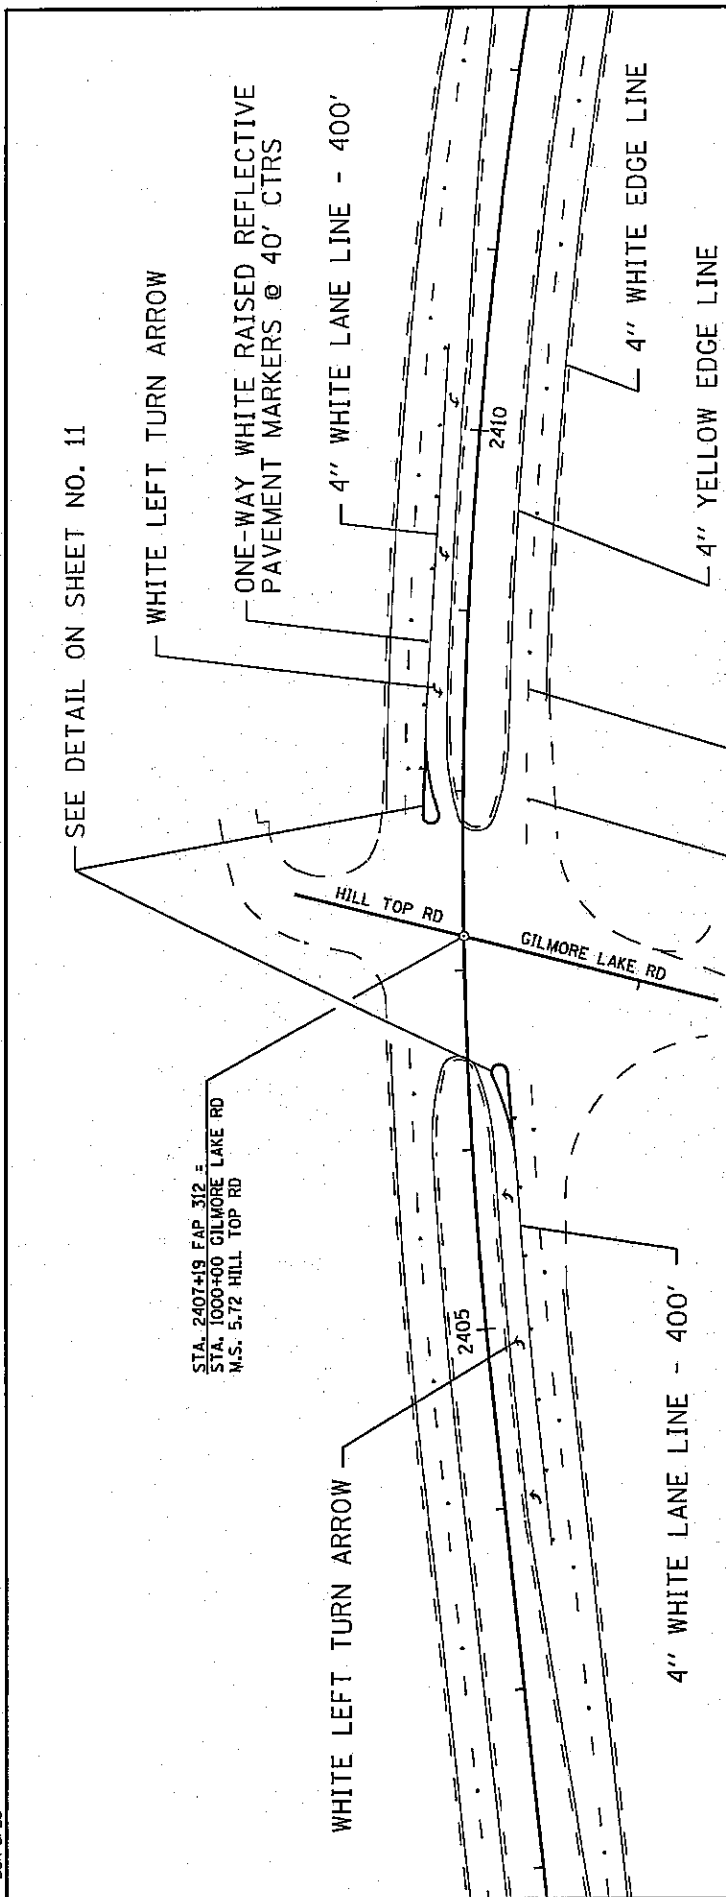 SEE DETAIL ON SHEET NO. 11
WHITE LEFT TURN ARROW
ONE-WAY WHITE RAISED REFLECTIVE
PAVEMENT MARKERS @ 40' CTRS
4" WHITE LANE LINE - 400'
STA. 2407+19 FAP 312 =
STA. 1000+00 GILMORE LAKE RD
M.S. 5.72 HILL TOP RD
HILL TOP RD
GILMORE LAKE RD
WHITE LEFT TURN ARROW
2405
2410
4" WHITE LANE LINE - 400'
4" YELLOW EDGE LINE
4" WHITE EDGE LINE